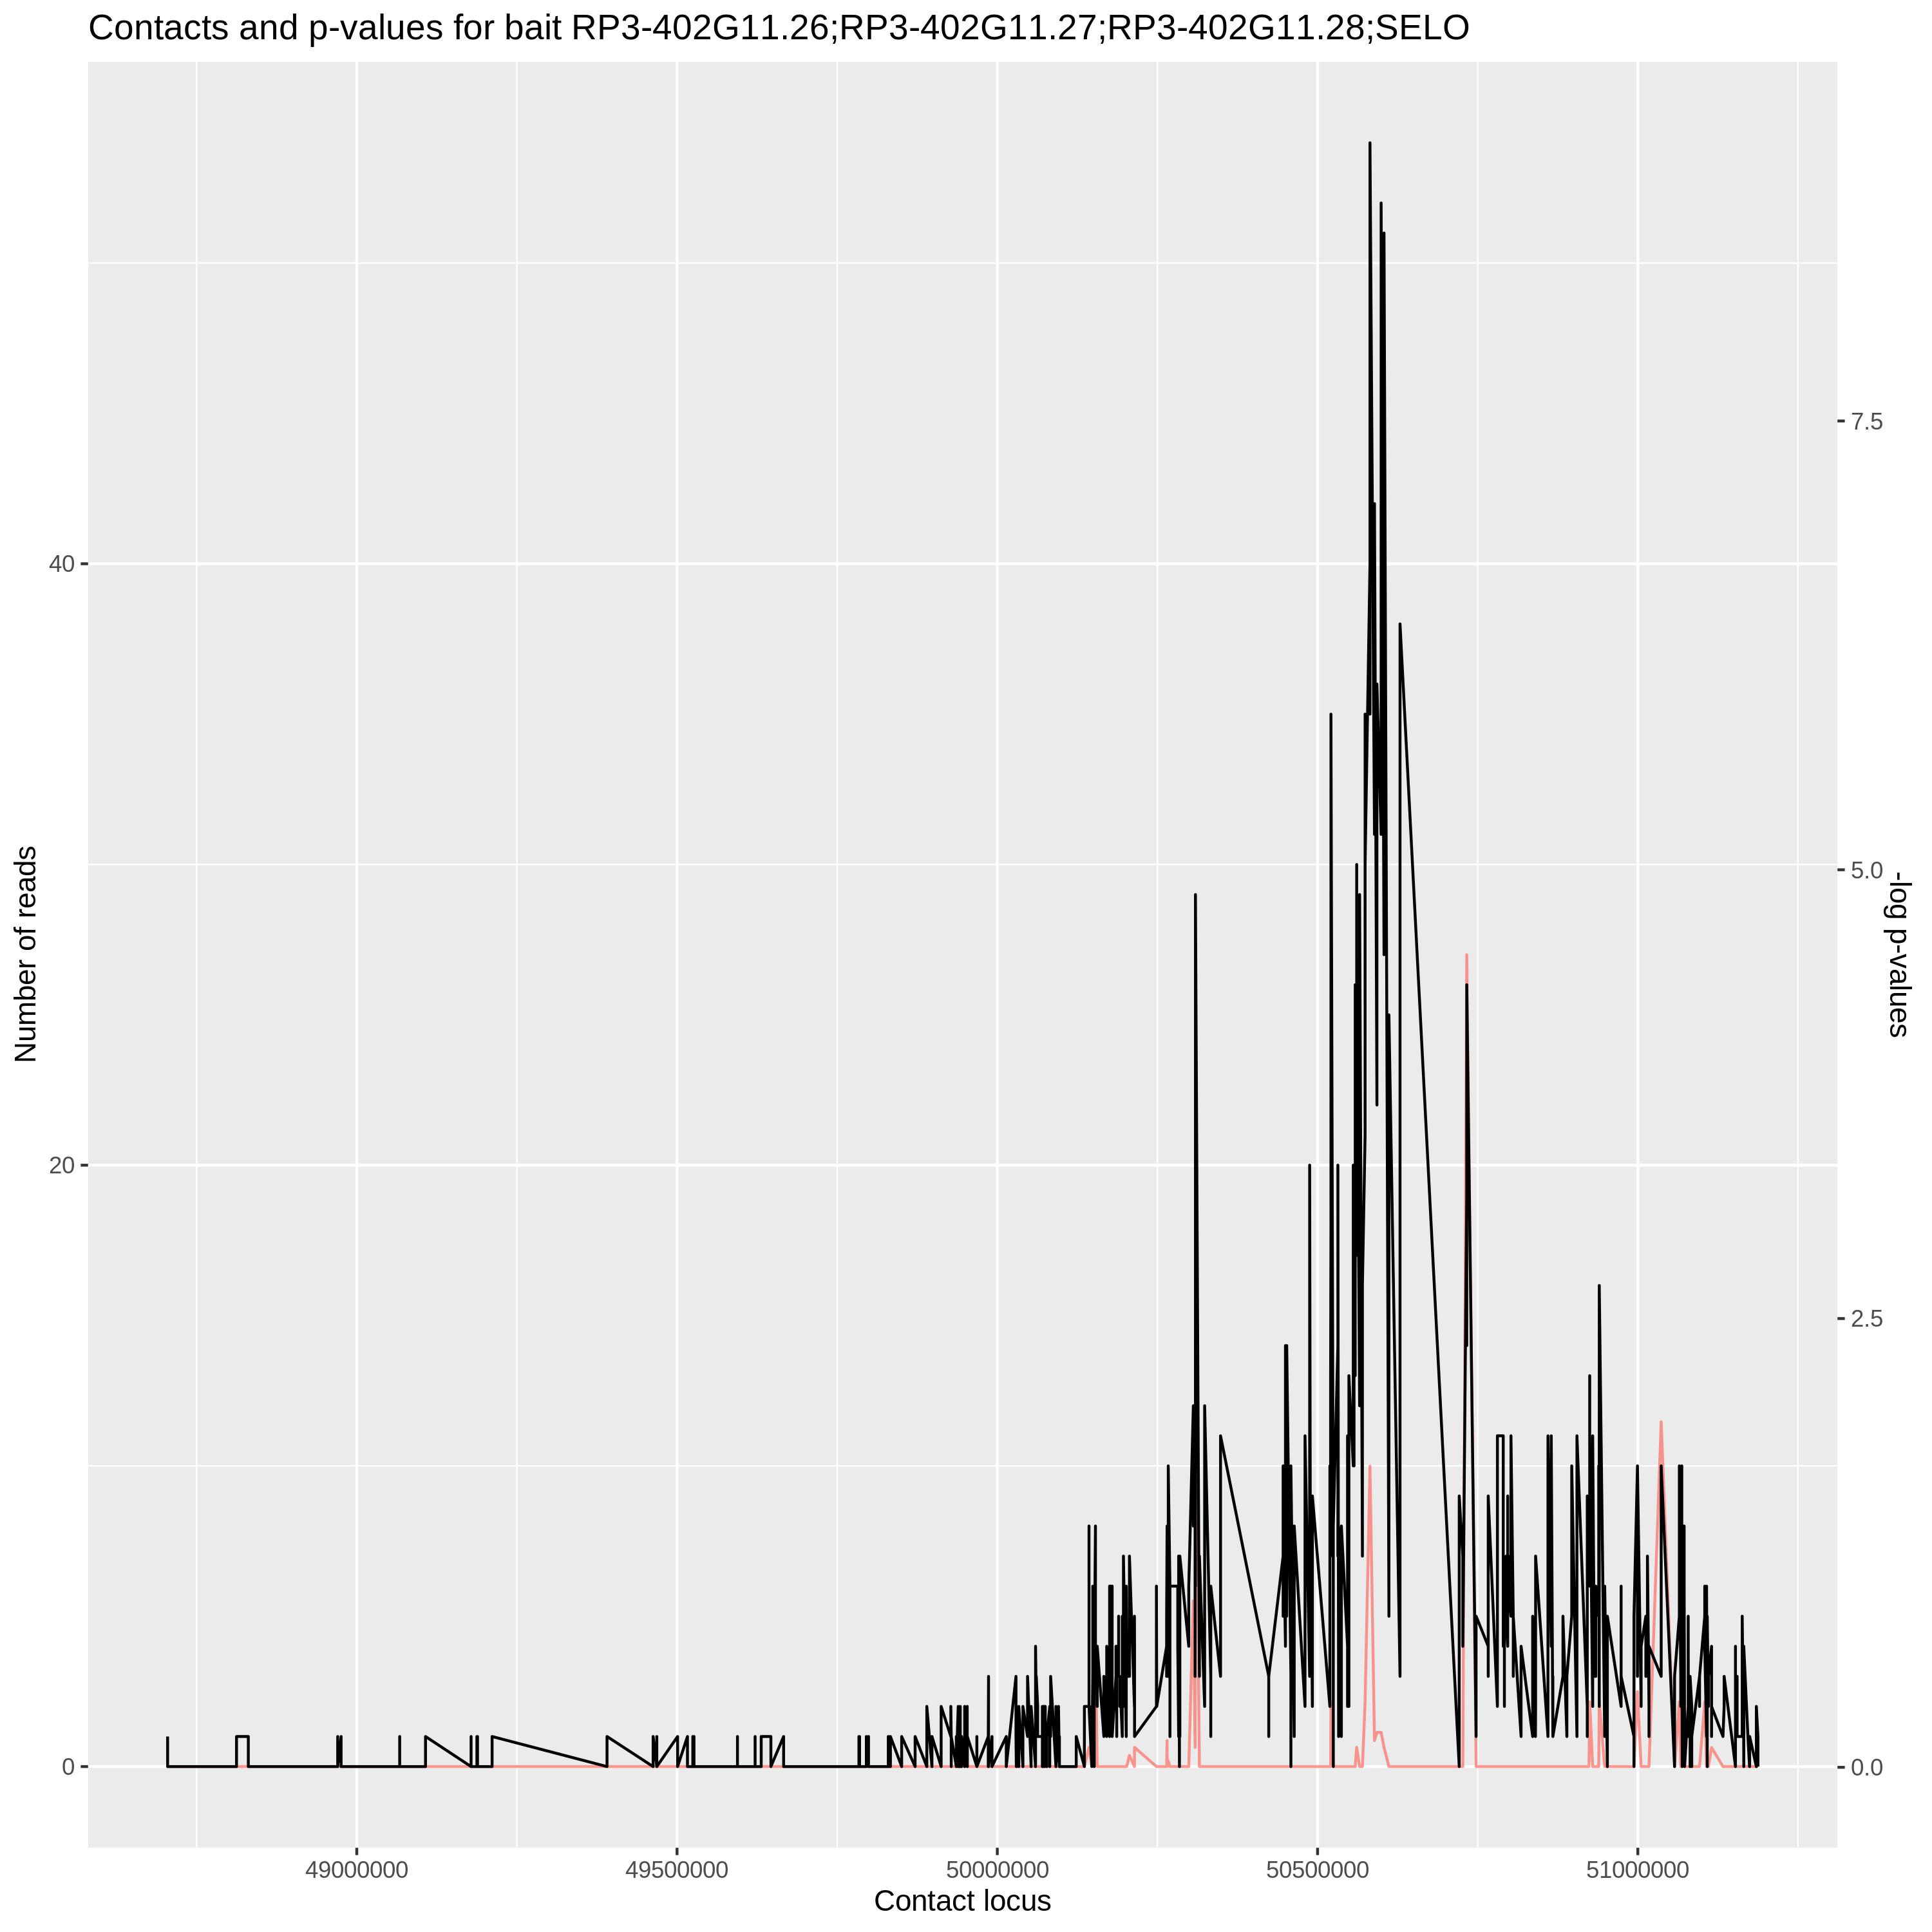 Contacts and p-values for bait RP3-402G11.26;RP3-402G11.27;RP3-402G11.28;SELO
Number of reads
40
20
0
7.5
5.0
2.5
0.0
-log p-values
49000000 49500000 50000000 50500000 51000000
Contact locus